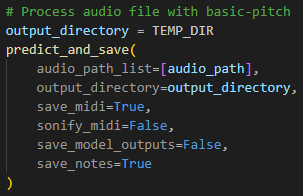 # Process audio file with basic-pitch
output_directory = TEMP_DIR
predict_and_save(
    audio_path_list=[audio_path],
    output_directory=output_directory,
    save_midi=True,
    sonify_midi=False,
    save_model_outputs=False,
    save_notes=True
)